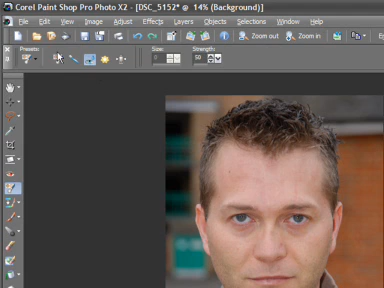 Corel Paint Shop Pro Photo X2 - [DSC_5152* @ 14% (Background)]
File Edit View Image Adjust Effects Layers Objects Selections Window Help
Zoom out Zoom in
Presets: Size: Strength:
50